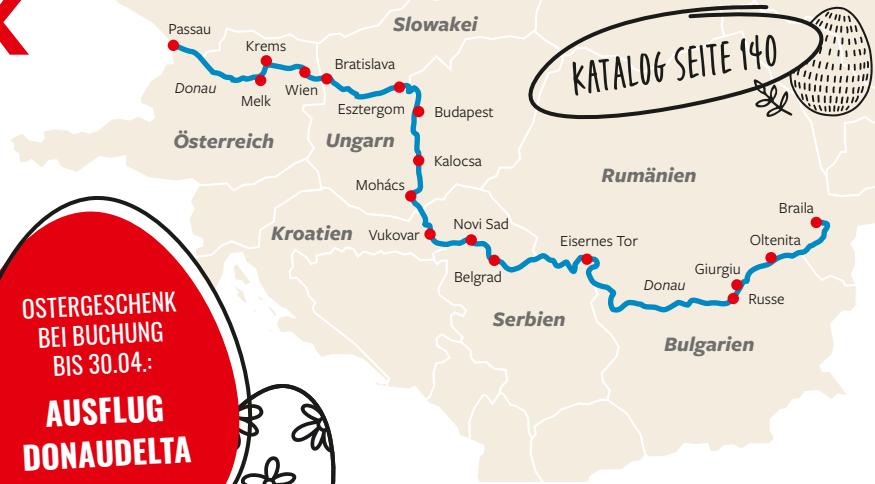 Slowakei
KATALOG SEITE 140
Passau
Krems
Bratislava
Donau
Melk
Wien
Esztergom
Budapest
Österreich
Ungarn
Kalocsa
Rumänien
Mohács
Kroatien
Vukovar
Novi Sad
Belgrad
Eisernes Tor
Braila
Oltenita
Giurgiu
Donau
Russe
Serbien
Bulgarien
OSTERGESCHENK
BEI BUCHUNG
BIS 30.04.:
AUSFLUG
DONAUDELTA